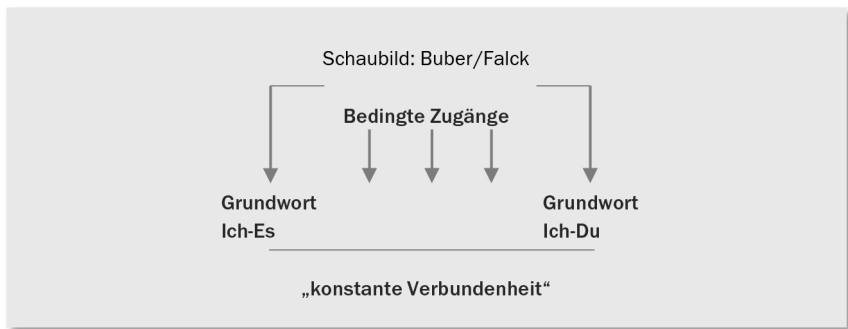 Schaubild: Buber/Falck
Bedingte Zugänge
Grundwort
Ich-Es
Grundwort
Ich-Du
„konstante Verbundenheit“